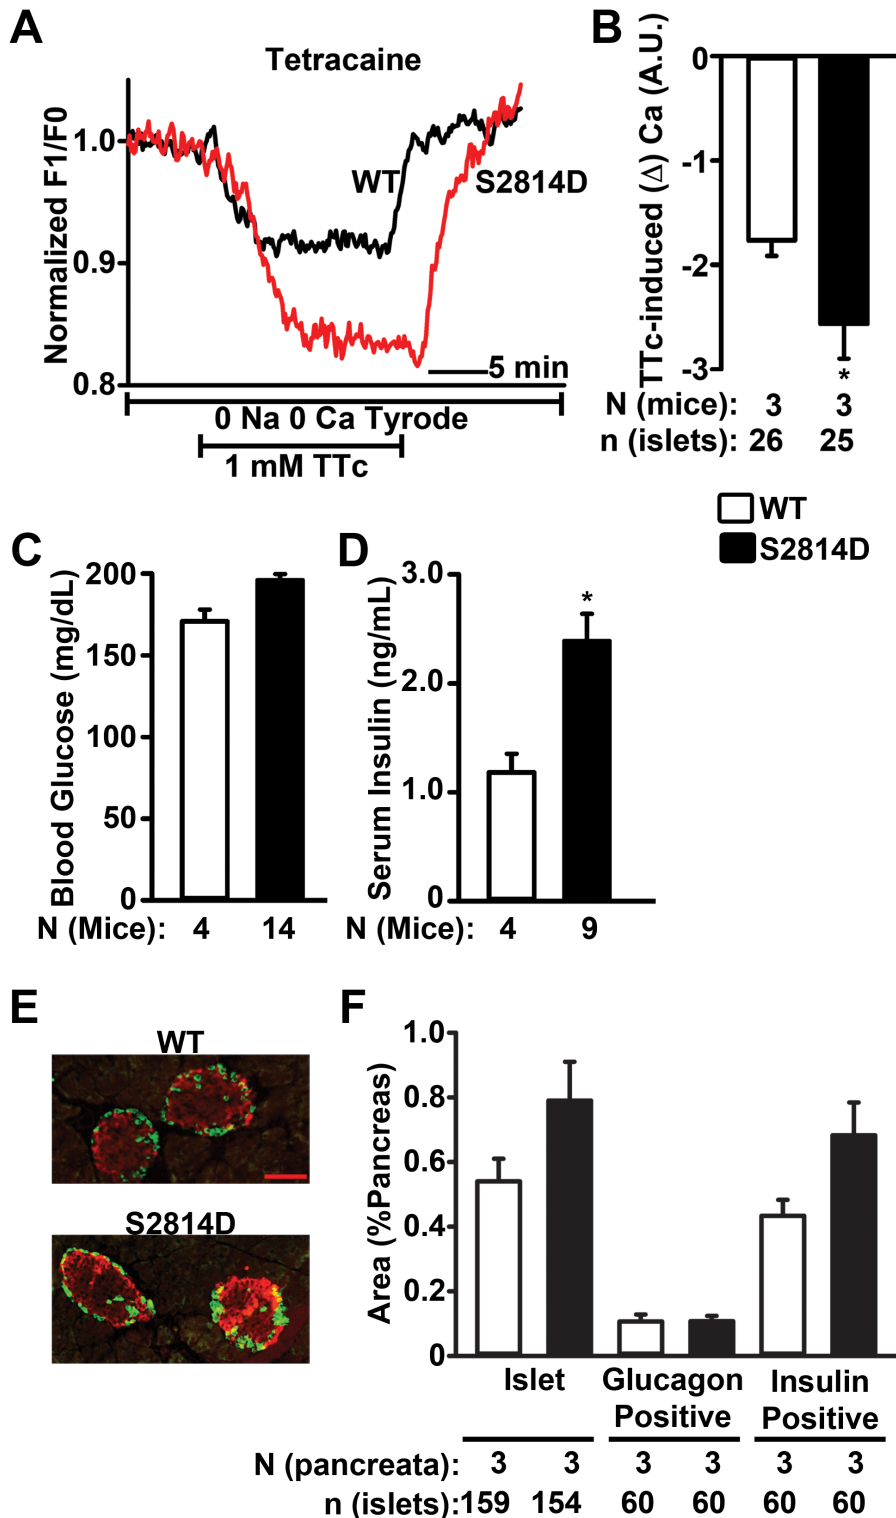 A
Tetracaine
Normalized F1/F0
1.0
0.9
0.8
WT
S2814D
5 min
0 Na 0 Ca Tyrode
1 mM TTc
B
TTc-induced (Δ) Ca (A.U.)
0
-1
-2
-3
*
N (mice): 3 3
n (islets): 26 25
WT
S2814D
C
Blood Glucose (mg/dL)
200
150
100
50
0
N (Mice): 4 14
D
Serum Insulin (ng/mL)
3.0
2.0
1.0
0
*
N (Mice): 4 9
E
WT
S2814D
F
Area (%Pancreas)
1.0
0.8
0.6
0.4
0.2
0
Islet
Glucagon
Positive
Insulin
Positive
N (pancreata): 3 3 3 3 3 3
n (islets): 159 154 60 60 60 60